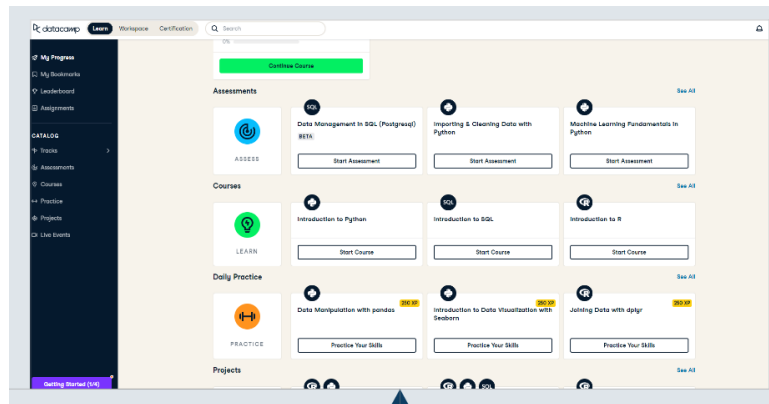 datacamp Learn Workspace Certification Search
0%
My Progress
Continue Course
My Bookmarks
Leaderboard
Assessments See All
Assignments
SQL
Data Management in SQL (Postgresql) Importing & Cleaning Data with Machine Learning Fundamentals in
BETA Python Python
CATALOG
Tracks
ASSESS Start Assessment Start Assessment Start Assessment
Assessments
Courses
Courses See All
Practice
SQL R
Projects
Introduction to Python Introduction to SQL Introduction to R
Live Events
LEARN Start Course Start Course Start Course
Daily Practice See All
R
250 XP 250 XP 250 XP
Data Manipulation with pandas Introduction to Data Visualization with Joining Data with dplyr
Seaborn
PRACTICE Practice Your Skills Practice Your Skills Practice Your Skills
Projects See All
Getting Started (1/4)
R R SQL R